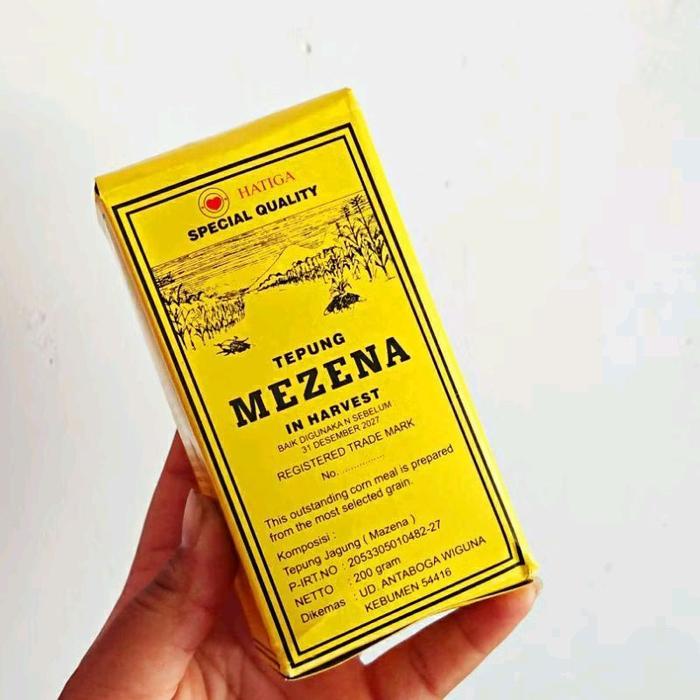 HATIGA
SPECIAL QUALITY
TEPUNG
MEZENA
IN HARVEST
BAIK DIGUNAKAN SEBELUM
31 DESEMBER 2027
REGISTERED TRADE MARK
No. ................
This outstanding corn meal is prepared
from the most selected grain.
Komposisi :
Tepung Jagung ( Mazena )
P-IRT.NO : 2053305010482-27
NETTO : 200 gram
Dikemas : UD. ANTABOGA WIGUNA
KEBUMEN 54416